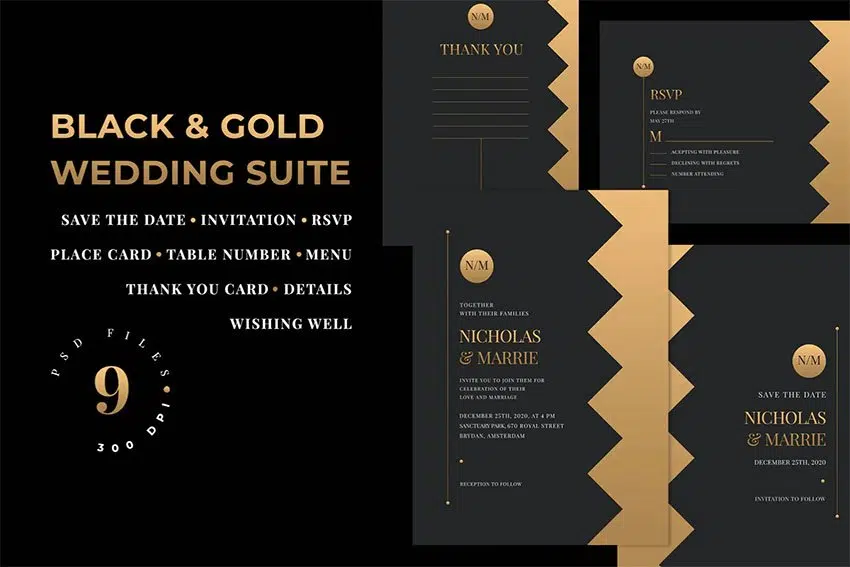 BLACK & GOLD
WEDDING SUITE
SAVE THE DATE • INVITATION • RSVP
PLACE CARD • TABLE NUMBER • MENU
THANK YOU CARD • DETAILS
WISHING WELL
PSD FILES
9
300 DPI
N/M
THANK YOU
N/M
RSVP
PLEASE RESPOND BY
MAY 27TH
M
ACEPTING WITH PLEASURE
DECLINING WITH REGRETS
NUMBER ATTENDING
N/M
TOGETHER
WITH THEIR FAMILIES
NICHOLAS
& MARRIE
INVITE YOU TO JOIN THEM FOR
CELEBRATION OF THEIR
LOVE AND MARRIAGE
DECEMBER 25TH, 2020, AT 4 PM
SANCTUARY PARK, 670 ROYAL STREET
BRYDAN, AMSTERDAM
RECEPTION TO FOLLOW
N/M
SAVE THE DATE
NICHOLAS
& MARRIE
DECEMBER 25TH, 2020
INVITATION TO FOLLOW